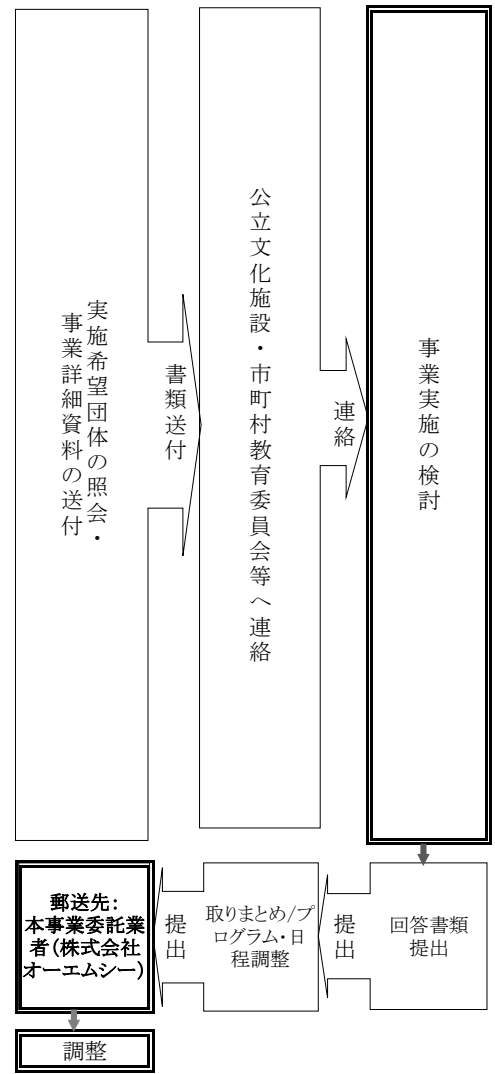 実施希望団体の照会・
事業詳細資料の送付
書類送付
公立文化施設・市町村教育委員会等へ連絡
連絡
事業実施の検討
回答書類
提出
提出
取りまとめ/プ
ログラム・日
程調整
提出
郵送先:
本事業委託業
者(株式会社
オーエムシー)
調整